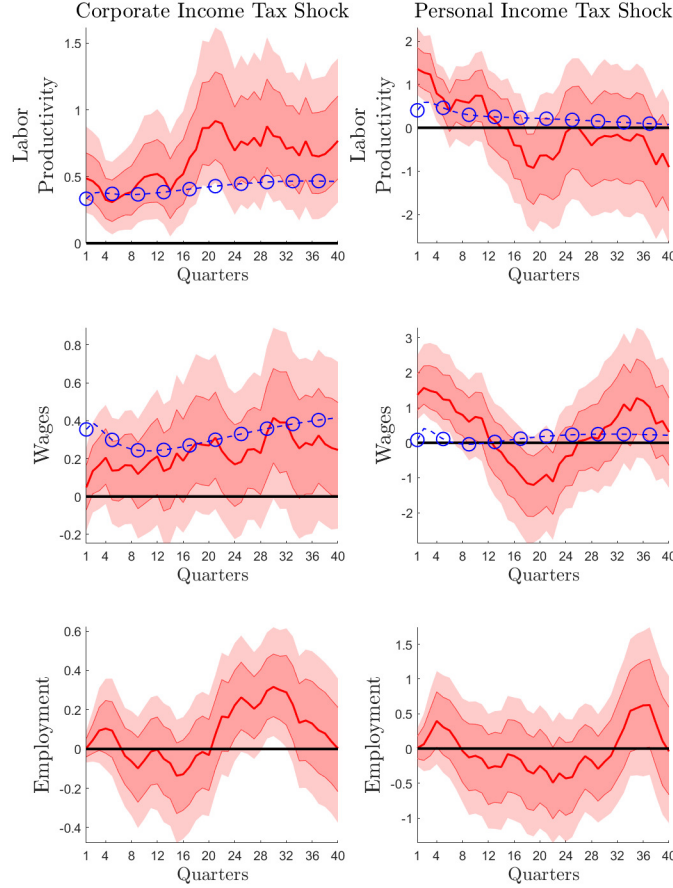 Corporate Income Tax Shock
Personal Income Tax Shock
Labor
Productivity
1.5
1
0.5
0
1 4 8 12 16 20 24 28 32 36 40
Quarters
Labor
Productivity
2
1
0
-1
-2
1 4 8 12 16 20 24 28 32 36 40
Quarters
Wages
0.8
0.6
0.4
0.2
0
-0.2
1 4 8 12 16 20 24 28 32 36 40
Quarters
Wages
3
2
1
0
-1
-2
1 4 8 12 16 20 24 28 32 36 40
Quarters
Employment
0.6
0.4
0.2
0
-0.2
-0.4
1 4 8 12 16 20 24 28 32 36 40
Employment
1.5
1
0.5
0
-0.5
-1
1 4 8 12 16 20 24 28 32 36 40